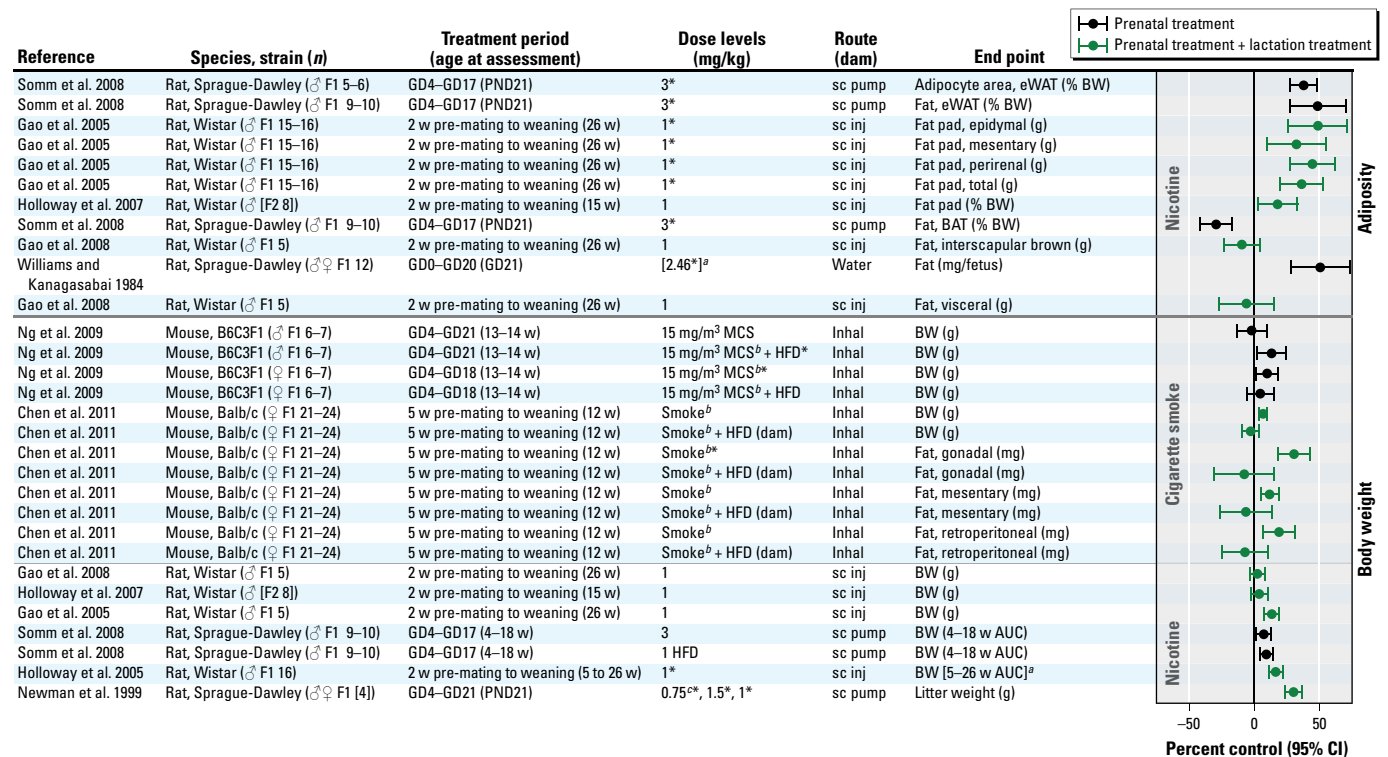 Prenatal treatment
Prenatal treatment + lactation treatment
Reference Species, strain (n) Treatment period (age at assessment) Dose levels (mg/kg) Route (dam) End point
Somm et al. 2008 Rat, Sprague-Dawley (♂ F1 5–6) GD4–GD17 (PND21) 3* sc pump Adipocyte area, eWAT (% BW)
Somm et al. 2008 Rat, Sprague-Dawley (♂ F1 9–10) GD4–GD17 (PND21) 3* sc pump Fat, eWAT (% BW)
Gao et al. 2005 Rat, Wistar (♂ F1 15–16) 2 w pre-mating to weaning (26 w) 1* sc inj Fat pad, epidymal (g)
Gao et al. 2005 Rat, Wistar (♂ F1 15–16) 2 w pre-mating to weaning (26 w) 1* sc inj Fat pad, mesentary (g)
Gao et al. 2005 Rat, Wistar (♂ F1 15–16) 2 w pre-mating to weaning (26 w) 1* sc inj Fat pad, perirenal (g)
Gao et al. 2005 Rat, Wistar (♂ F1 15–16) 2 w pre-mating to weaning (26 w) 1* sc inj Fat pad, total (g)
Holloway et al. 2007 Rat, Wistar (♂ [F2 8]) 2 w pre-mating to weaning (15 w) 1 sc inj Fat pad (% BW)
Somm et al. 2008 Rat, Sprague-Dawley (♂ F1 9–10) GD4–GD17 (PND21) 3* sc pump Fat, BAT (% BW)
Gao et al. 2008 Rat, Wistar (♂ F1 5) 2 w pre-mating to weaning (26 w) 1 sc inj Fat, interscapular brown (g)
Williams and Rat, Sprague-Dawley (♂♀ F1 12) GD0–GD20 (GD21) [2.46*]a Water Fat (mg/fetus)
Kanagasabai 1984
Gao et al. 2008 Rat, Wistar (♂ F1 5) 2 w pre-mating to weaning (26 w) 1 sc inj Fat, visceral (g)
Nicotine
Adiposity
Ng et al. 2009 Mouse, B6C3F1 (♂ F1 6–7) GD4–GD21 (13–14 w) 15 mg/m3 MCS Inhal BW (g)
Ng et al. 2009 Mouse, B6C3F1 (♂ F1 6–7) GD4–GD21 (13–14 w) 15 mg/m3 MCSb + HFD* Inhal BW (g)
Ng et al. 2009 Mouse, B6C3F1 (♀ F1 6–7) GD4–GD18 (13–14 w) 15 mg/m3 MCSb* Inhal BW (g)
Ng et al. 2009 Mouse, B6C3F1 (♀ F1 6–7) GD4–GD18 (13–14 w) 15 mg/m3 MCSb + HFD Inhal BW (g)
Chen et al. 2011 Mouse, Balb/c (♀ F1 21–24) 5 w pre-mating to weaning (12 w) Smokeb Inhal BW (g)
Chen et al. 2011 Mouse, Balb/c (♀ F1 21–24) 5 w pre-mating to weaning (12 w) Smokeb + HFD (dam) Inhal BW (g)
Chen et al. 2011 Mouse, Balb/c (♀ F1 21–24) 5 w pre-mating to weaning (12 w) Smokeb* Inhal Fat, gonadal (mg)
Chen et al. 2011 Mouse, Balb/c (♀ F1 21–24) 5 w pre-mating to weaning (12 w) Smokeb + HFD (dam) Inhal Fat, gonadal (mg)
Chen et al. 2011 Mouse, Balb/c (♀ F1 21–24) 5 w pre-mating to weaning (12 w) Smokeb Inhal Fat, mesentary (mg)
Chen et al. 2011 Mouse, Balb/c (♀ F1 21–24) 5 w pre-mating to weaning (12 w) Smokeb + HFD (dam) Inhal Fat, mesentary (mg)
Chen et al. 2011 Mouse, Balb/c (♀ F1 21–24) 5 w pre-mating to weaning (12 w) Smokeb Inhal Fat, retroperitoneal (mg)
Chen et al. 2011 Mouse, Balb/c (♀ F1 21–24) 5 w pre-mating to weaning (12 w) Smokeb + HFD (dam) Inhal Fat, retroperitoneal (mg)
Cigarette smoke
Body weight
Gao et al. 2008 Rat, Wistar (♂ F1 5) 2 w pre-mating to weaning (26 w) 1 sc inj BW (g)
Holloway et al. 2007 Rat, Wistar (♂ [F2 8]) 2 w pre-mating to weaning (15 w) 1 sc inj BW (g)
Gao et al. 2005 Rat, Wistar (♂ F1 5) 2 w pre-mating to weaning (26 w) 1 sc inj BW (g)
Somm et al. 2008 Rat, Sprague-Dawley (♂ F1 9–10) GD4–GD17 (4–18 w) 3 sc pump BW (4–18 w AUC)
Somm et al. 2008 Rat, Sprague-Dawley (♂ F1 9–10) GD4–GD17 (4–18 w) 1 HFD sc pump BW (4–18 w AUC)
Holloway et al. 2005 Rat, Wistar (♂ F1 16) 2 w pre-mating to weaning (5 to 26 w) 1* sc inj BW [5–26 w AUC]a
Newman et al. 1999 Rat, Sprague-Dawley (♂♀ F1 [4]) GD4–GD21 (PND21) 0.75c*, 1.5*, 1* sc pump Litter weight (g)
Nicotine
–50 0 50
Percent control (95% CI)